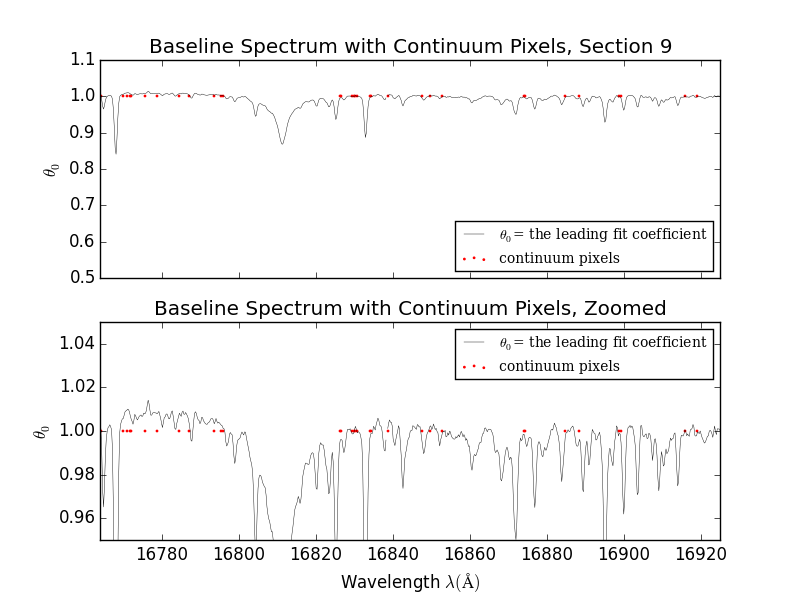 Baseline Spectrum with Continuum Pixels, Section 9
1.1
1.0
0.9
0.8
0.7
0.6
0.5
θ₀
θ₀ = the leading fit coefficient
continuum pixels
Baseline Spectrum with Continuum Pixels, Zoomed
1.04
1.02
1.00
0.98
0.96
θ₀
θ₀ = the leading fit coefficient
continuum pixels
16780 16800 16820 16840 16860 16880 16900 16920
Wavelength λ(Å)